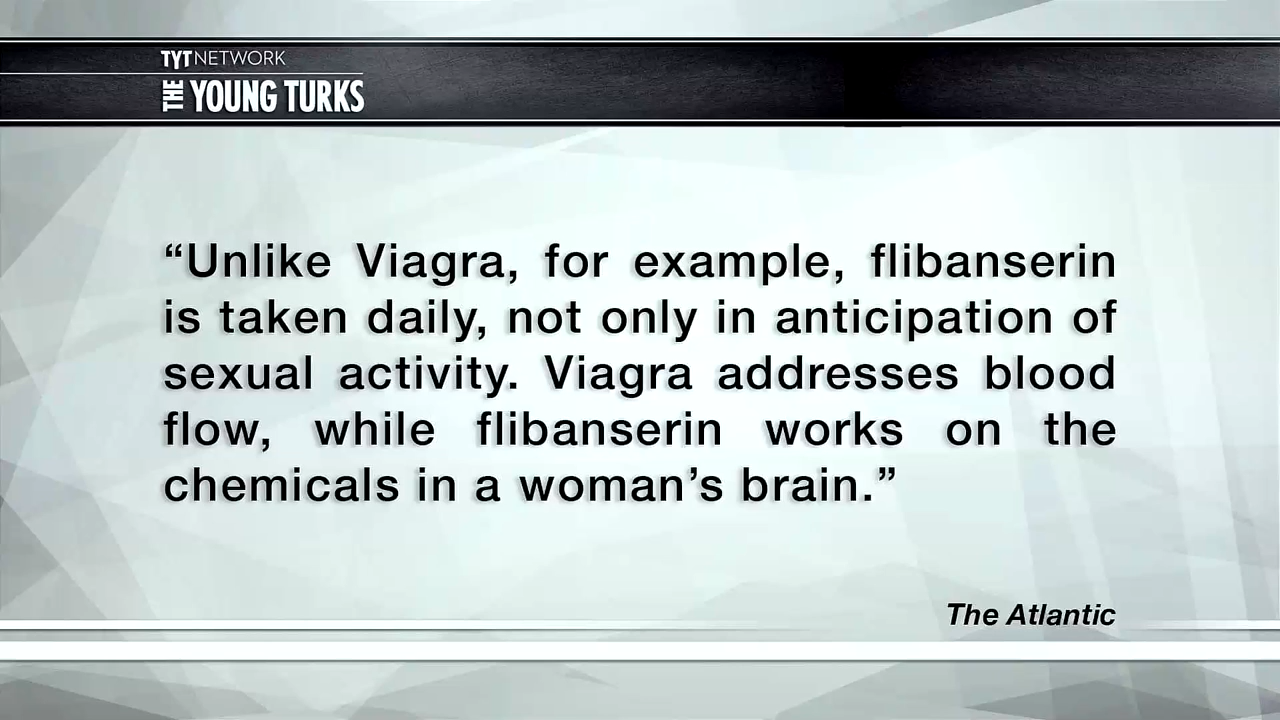 TYT NETWORK
THE YOUNG TURKS
“Unlike Viagra, for example, flibanserin
is taken daily, not only in anticipation of
sexual activity. Viagra addresses blood
flow, while flibanserin works on the
chemicals in a woman’s brain.”
The Atlantic